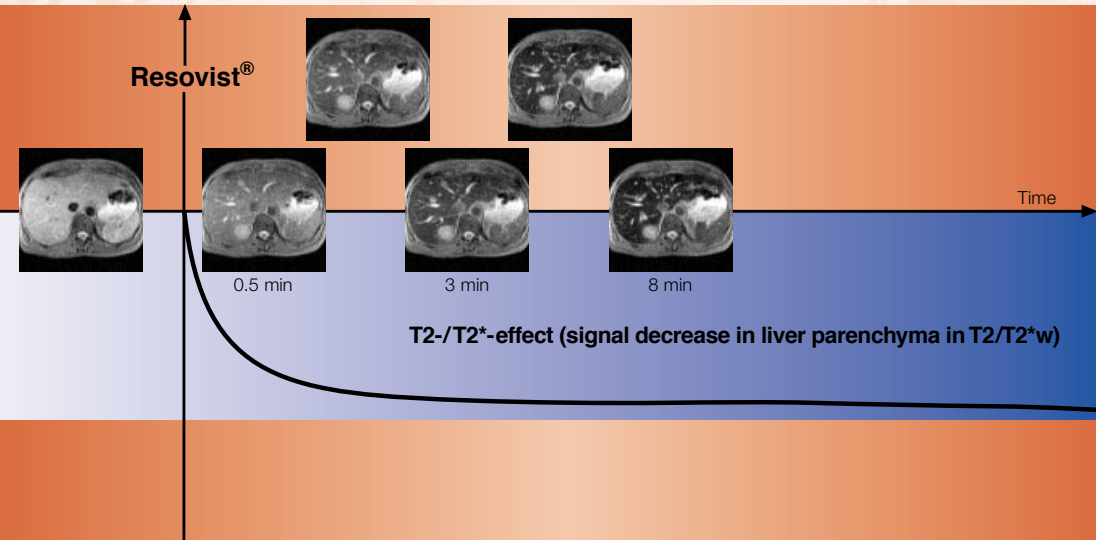 Resovist®
Time
0.5 min
3 min
8 min
T2-/T2*-effect (signal decrease in liver parenchyma in T2/T2*w)